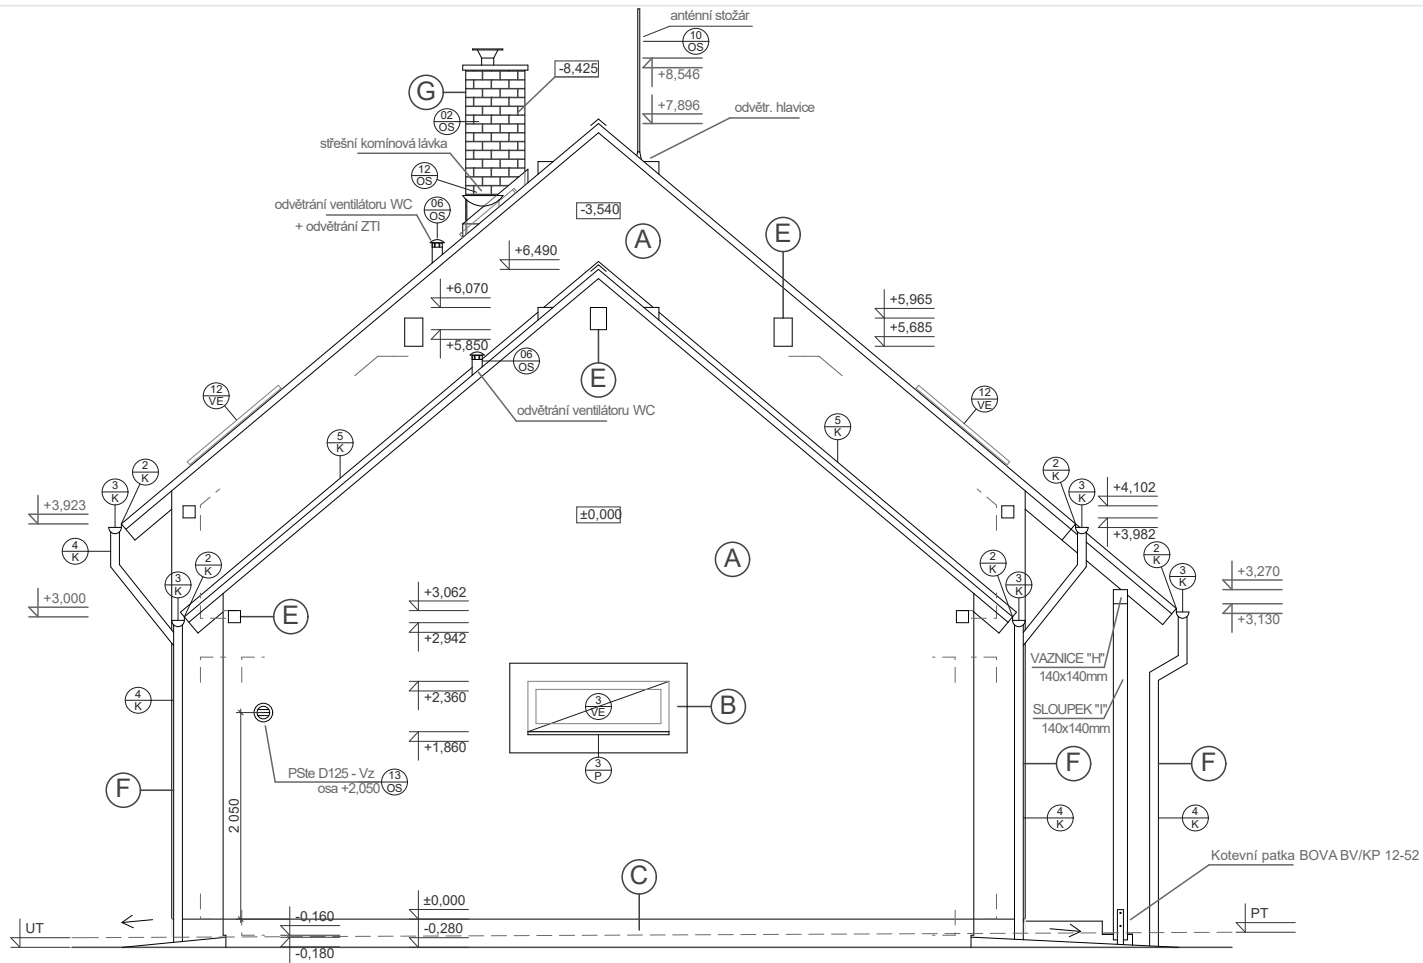 anténní stožár
10
OS
-8,425
+8,546
G
+7,896
odvětr. hlavice
02
OS
střešní komínová lávka
12
OS
odvětrání ventilátoru WC
+ odvětrání ZTI
06
OS
-3,540
A
E
+6,490
+6,070
+5,850
+5,965
+5,685
06
OS
E
odvětrání ventilátoru WC
12
VE
12
VE
5
K
5
K
2
K
3
K
2
K
3
K
+4,102
+3,923
±0,000
+3,982
4
K
A
2
K
3
K
2
K
3
K
2
K
3
K
+3,270
+3,000
+3,062
+3,130
E
+2,942
VAZNICE "H"
140x140mm
+2,360
4
K
3
VE
B
SLOUPEK "I"
140x140mm
+1,860
3
P
PSte D125 - Vz
osa +2,050
13
OS
F
F
F
2 050
4
K
4
K
Kotevní patka BOVA BV/KP 12-52
C
±0,000
-0,160
-0,280
-0,180
UT
PT